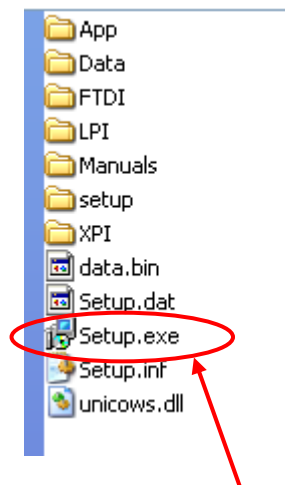 App
Data
FTDI
LPI
Manuals
setup
XPI
data.bin
Setup.dat
Setup.exe
Setup.inf
unicows.dll